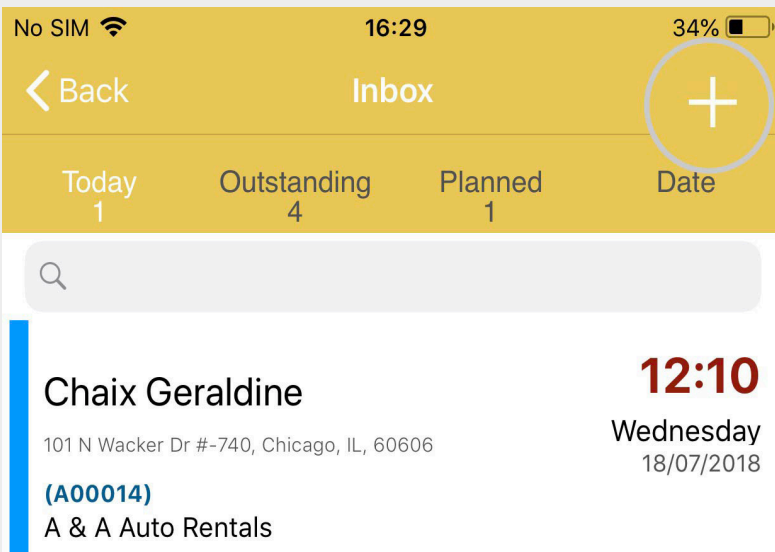 No SIM 16:29 34%
Back Inbox
Today Outstanding Planned Date
1 4 1
Chaix Geraldine 12:10
101 N Wacker Dr #-740, Chicago, IL, 60606 Wednesday
18/07/2018
(A00014)
A & A Auto Rentals